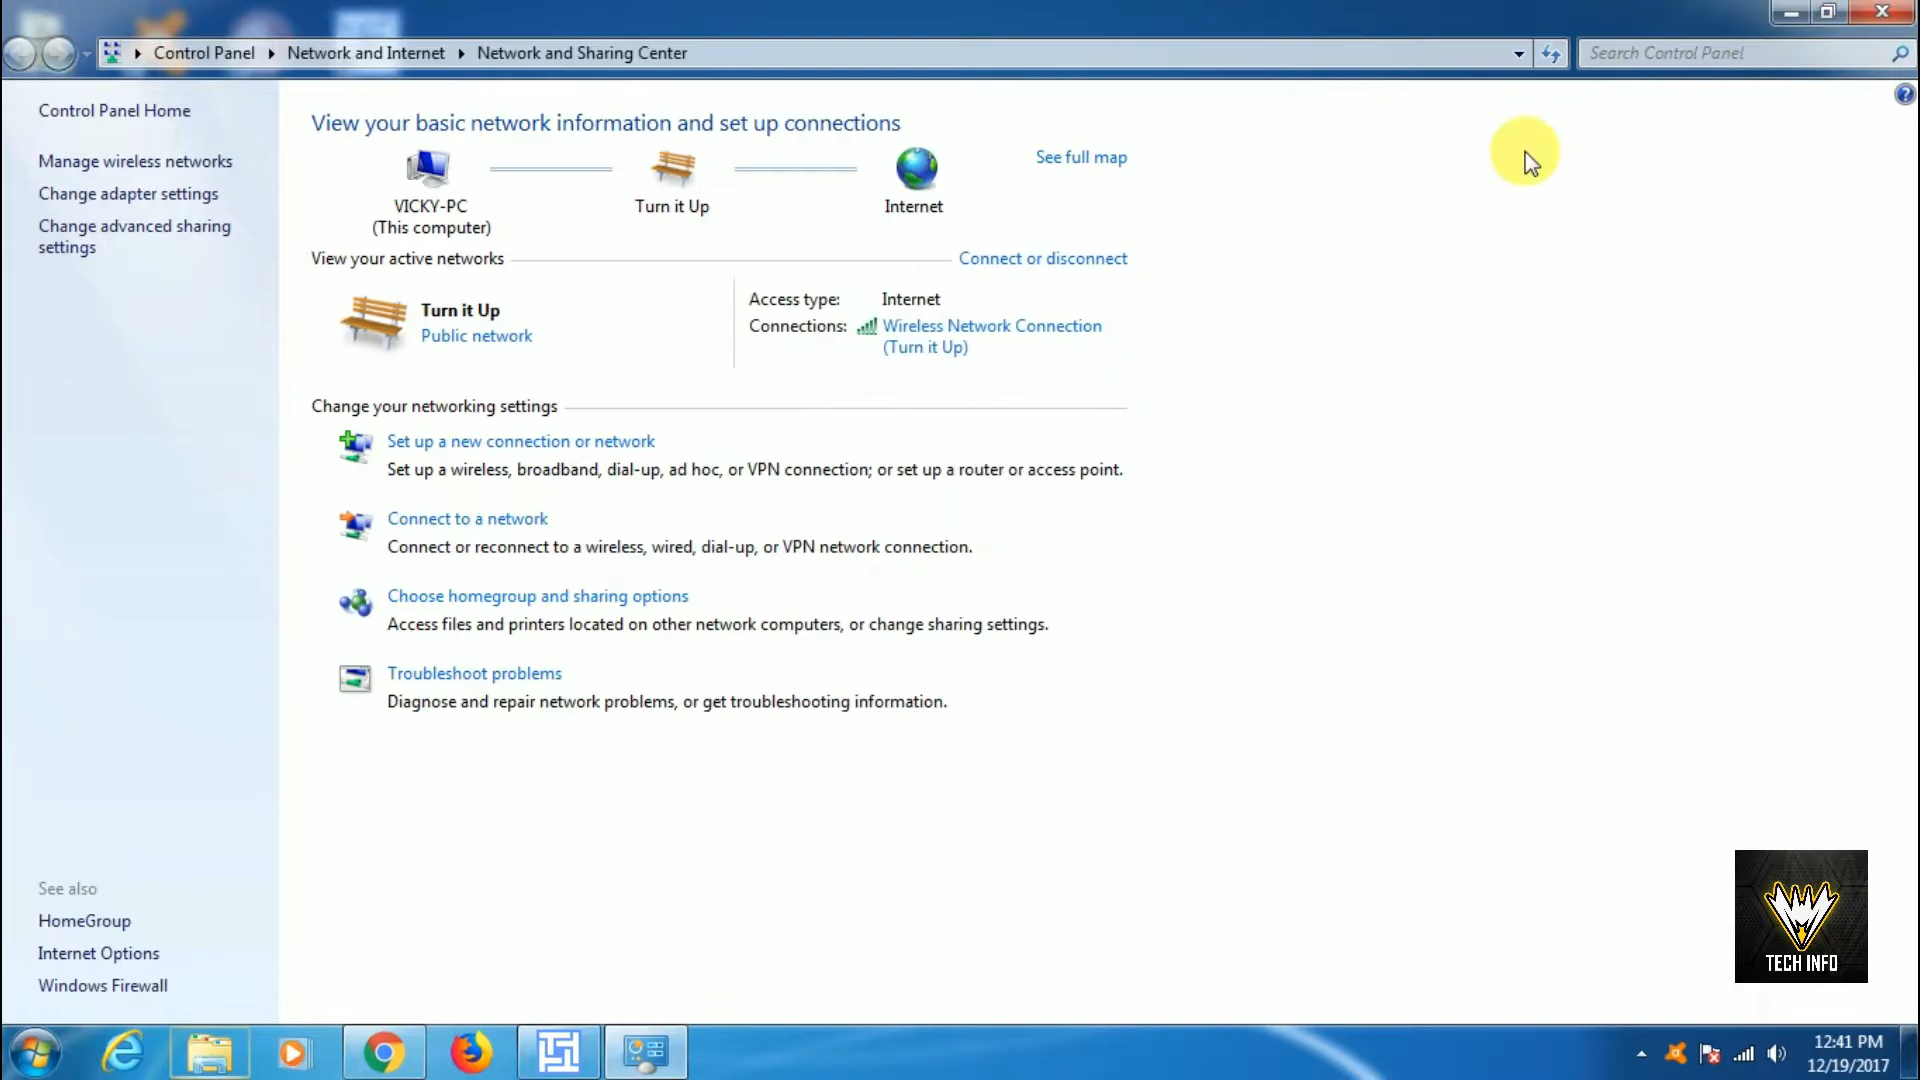 Control Panel
Network and Internet
Network and Sharing Center
Search Control Panel
Control Panel Home
Manage wireless networks
Change adapter settings
Change advanced sharing
settings
See also
HomeGroup
Internet Options
Windows Firewall
View your basic network information and set up connections
See full map
VICKY-PC
(This computer)
Turn it Up
Internet
View your active networks
Connect or disconnect
Turn it Up
Public network
Access type: Internet
Connections: Wireless Network Connection
(Turn it Up)
Change your networking settings
Set up a new connection or network
Set up a wireless, broadband, dial-up, ad hoc, or VPN connection; or set up a router or access point.
Connect to a network
Connect or reconnect to a wireless, wired, dial-up, or VPN network connection.
Choose homegroup and sharing options
Access files and printers located on other network computers, or change sharing settings.
Troubleshoot problems
Diagnose and repair network problems, or get troubleshooting information.
TECH INFO
12:41 PM
12/19/2017